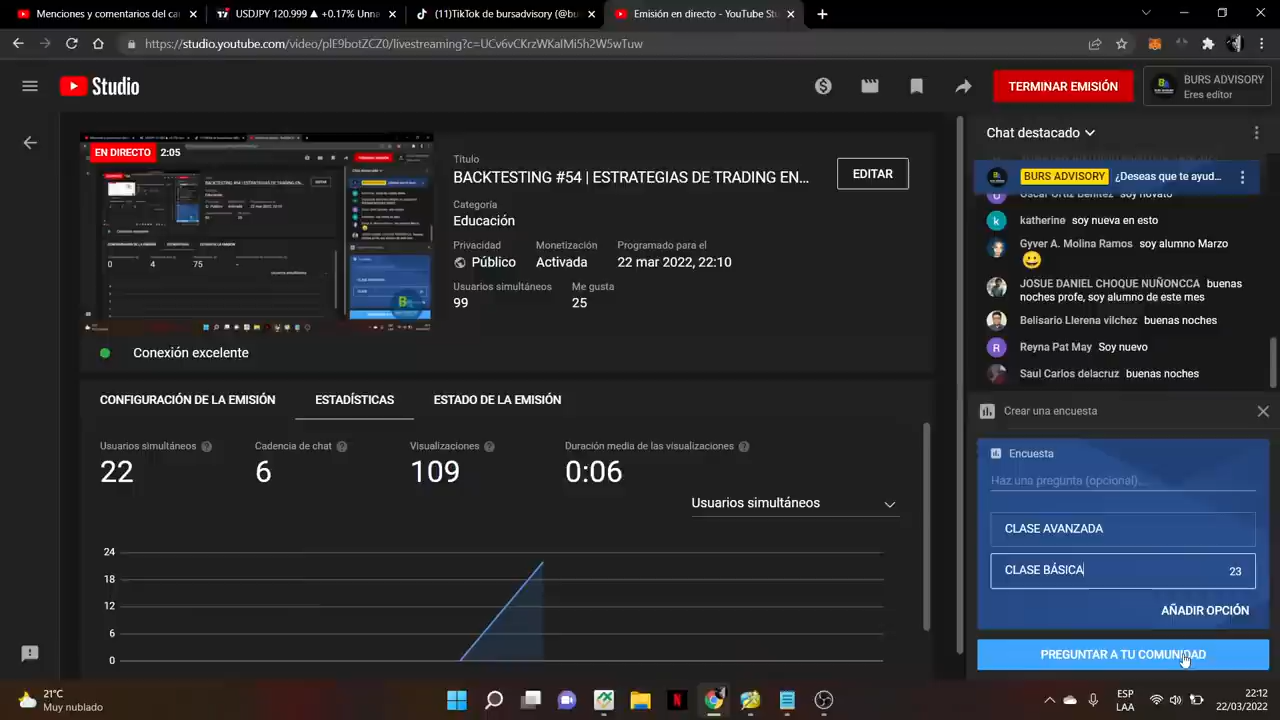 Menciones y comentarios del ca
USDJPY 120.999 ▲ +0.17% Unna
(11)TikTok de bursadvisory (@bu
Emisión en directo - YouTube Stu
https://studio.youtube.com/video/plE9botZCZ0/livestreaming?c=UCv6vCKrzWKalMi5h2W5wTuw
Studio
TERMINAR EMISIÓN
BURS ADVISORY
Eres editor
EN DIRECTO 2:05
Título
BACKTESTING #54 | ESTRATEGIAS DE TRADING EN...
EDITAR
Categoría
Educación
Privacidad Monetización Programado para el
Público Activada 22 mar 2022, 22:10
Usuarios simultáneos Me gusta
99 25
Conexión excelente
CONFIGURACIÓN DE LA EMISIÓN ESTADÍSTICAS ESTADO DE LA EMISIÓN
Usuarios simultáneos Cadencia de chat Visualizaciones Duración media de las visualizaciones
22 6 109 0:06
Usuarios simultáneos
24
18
12
6
0
Chat destacado
BURS ADVISORY ¿Deseas que te ayud...
Oscar Ortiz Benitez soy novato
katherine soy nueva en esto
Gyver A. Molina Ramos soy alumno Marzo
😀
JOSUE DANIEL CHOQUE NUÑONCCA buenas
noches profe, soy alumno de este mes
Belisario Llerena vilchez buenas noches
Reyna Pat May Soy nuevo
Saul Carlos delacruz buenas noches
Crear una encuesta
Encuesta
Haz una pregunta (opcional)...
CLASE AVANZADA
CLASE BÁSICA 23
AÑADIR OPCIÓN
PREGUNTAR A TU COMUNIDAD
21°C
Muy nublado
ESP
LAA
22:12
22/03/2022